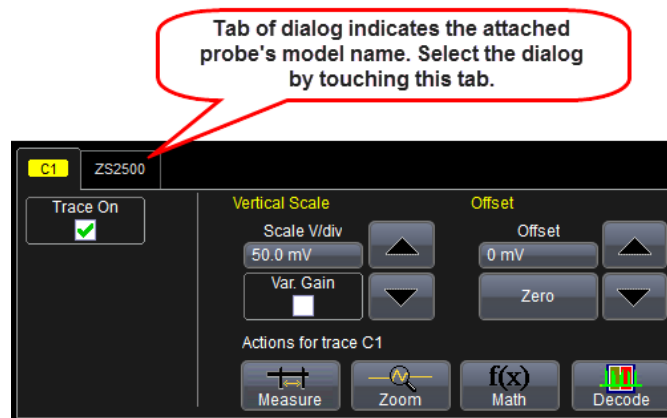 Tab of dialog indicates the attached
probe's model name. Select the dialog
by touching this tab.
C1 ZS2500
Trace On
Vertical Scale Offset
Scale V/div Offset
50.0 mV 0 mV
Var. Gain Zero
Actions for trace C1
f(x)
Measure Zoom Math Decode